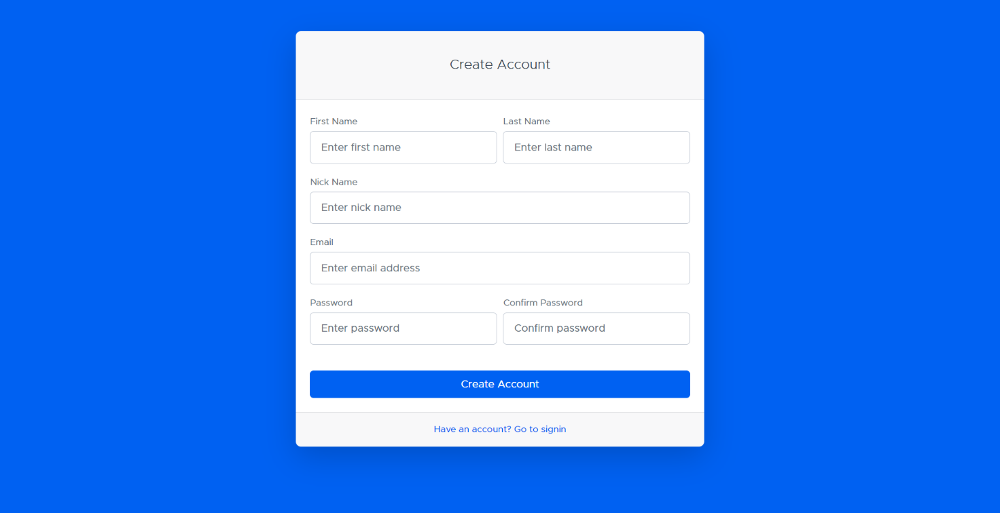 Create Account
First Name
Last Name
Enter first name
Enter last name
Nick Name
Enter nick name
Email
Enter email address
Password
Confirm Password
Enter password
Confirm password
Create Account
Have an account? Go to signin